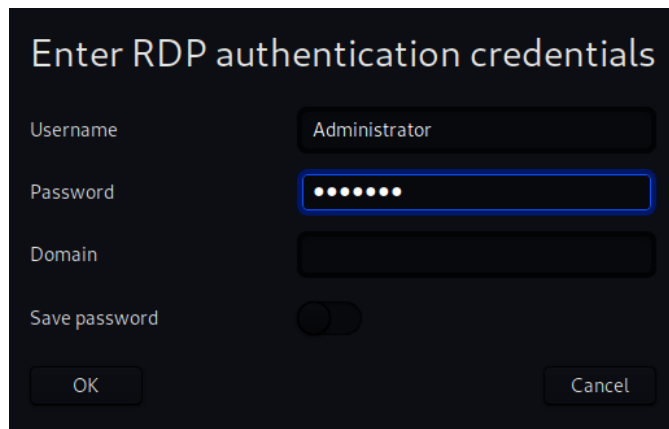 Enter RDP authentication credentials
Username Administrator
Password •••••••
Domain
Save password
OK Cancel